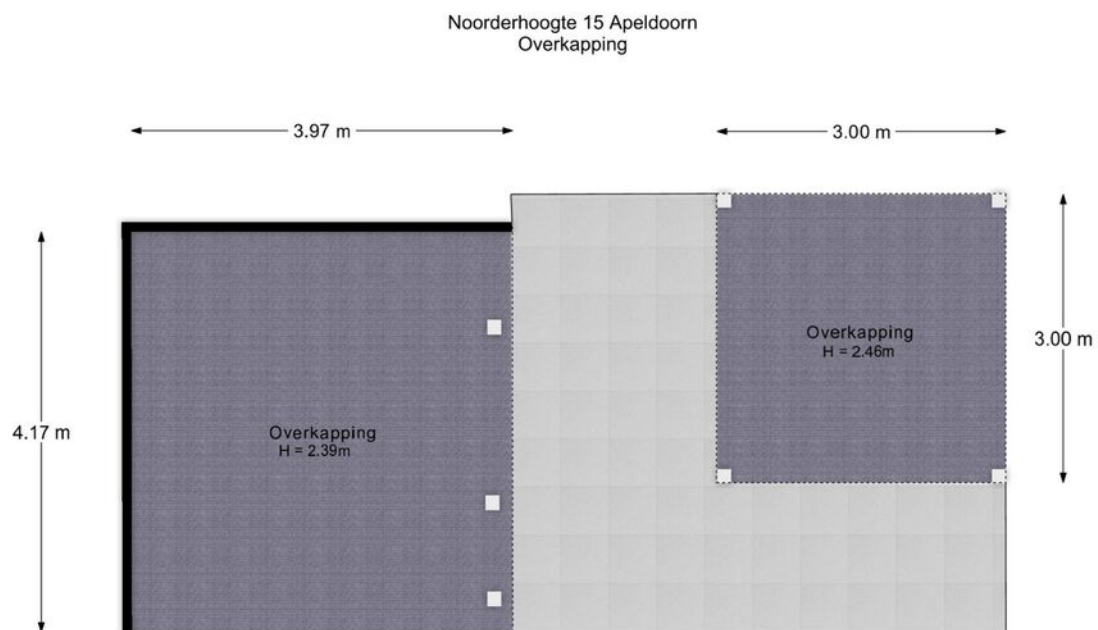 Noorderhoogte 15 Apeldoorn
Overkapping
3.97 m
3.00 m
Overkapping
H = 2.46m
3.00 m
4.17 m
Overkapping
H = 2.39m